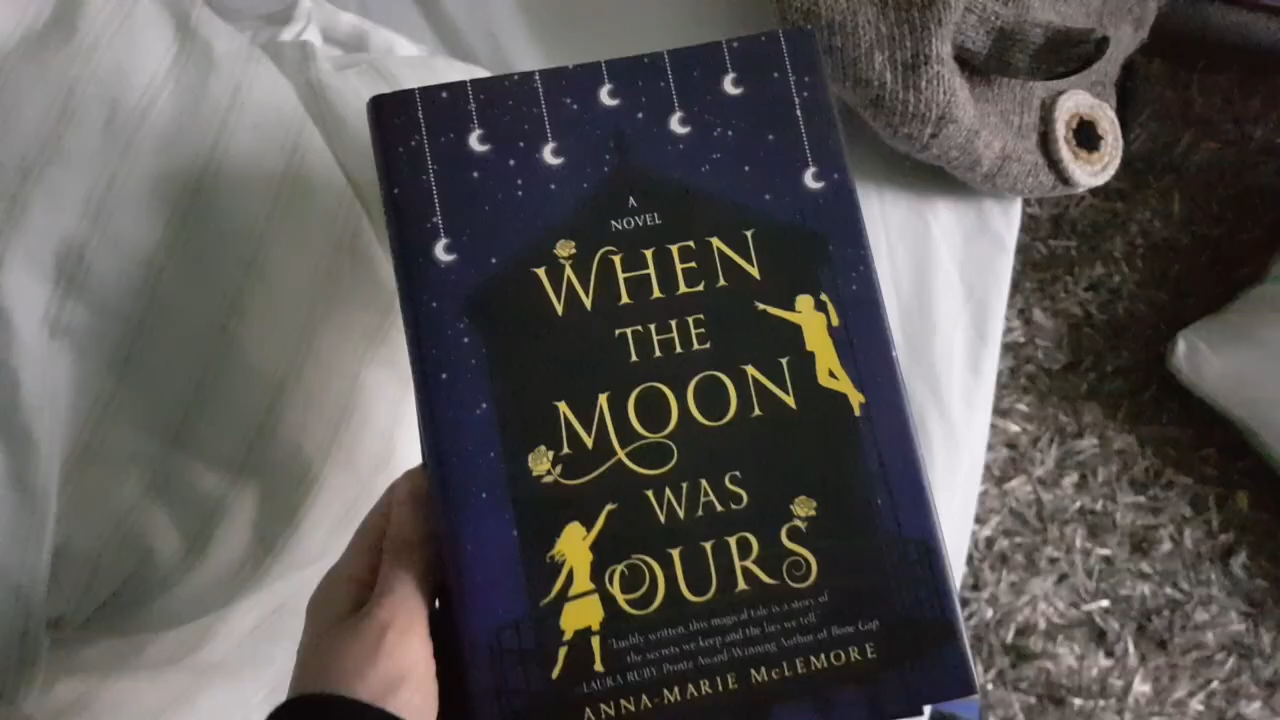 A
NOVEL
WHEN
THE
MOON
WAS
OURS
"Lushly written, this magical tale is a story of
the secrets we keep and the lies we tell."
—LAURA RUBY, Printz Award-Winning Author of Bone Gap
ANNA-MARIE McLEMORE